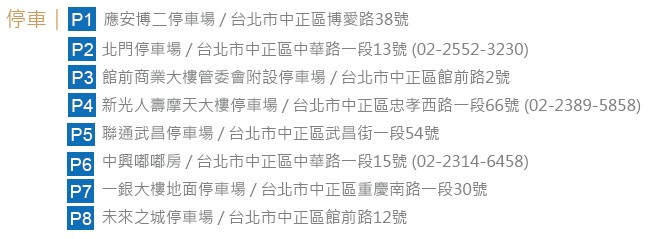 停車｜ P1 應安博二停車場 / 台北市中正區博愛路38號
P2 北門停車場 / 台北市中正區中華路一段13號 (02-2552-3230)
P3 館前商業大樓管委會附設停車場 / 台北市中正區館前路2號
P4 新光人壽摩天大樓停車場 / 台北市中正區忠孝西路一段66號 (02-2389-5858)
P5 聯通武昌停車場 / 台北市中正區武昌街一段54號
P6 中興嘟嘟房 / 台北市中正區中華路一段15號 (02-2314-6458)
P7 一銀大樓地面停車場 / 台北市中正區重慶南路一段30號
P8 未來之城停車場 / 台北市中正區館前路12號